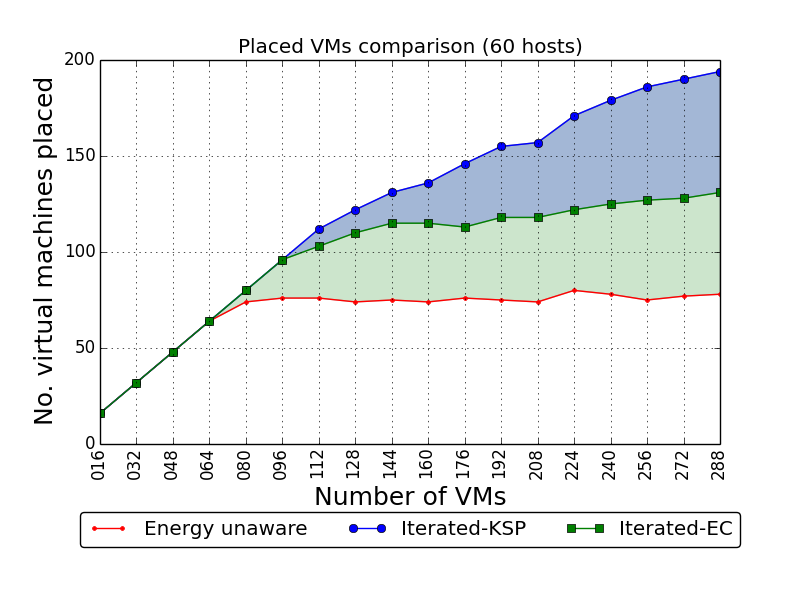 Placed VMs comparison (60 hosts)
No. virtual machines placed
200
150
100
50
0
016 032 048 064 080 096 112 128 144 160 176 192 208 224 240 256 272 288
Number of VMs
Energy unaware Iterated-KSP Iterated-EC